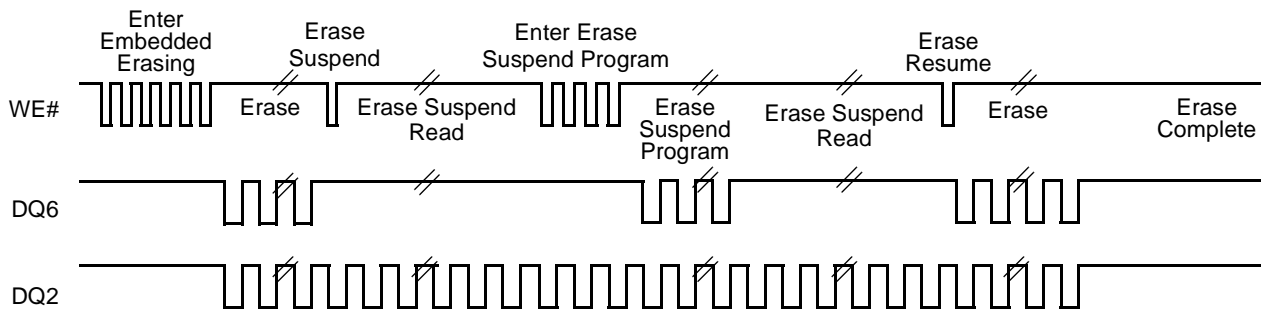 Enter
Embedded
Erasing
Erase
Suspend
Enter Erase
Suspend Program
Erase
Resume
WE#
Erase
Erase Suspend
Read
Erase
Suspend
Program
Erase Suspend
Read
Erase
Erase
Complete
DQ6
DQ2